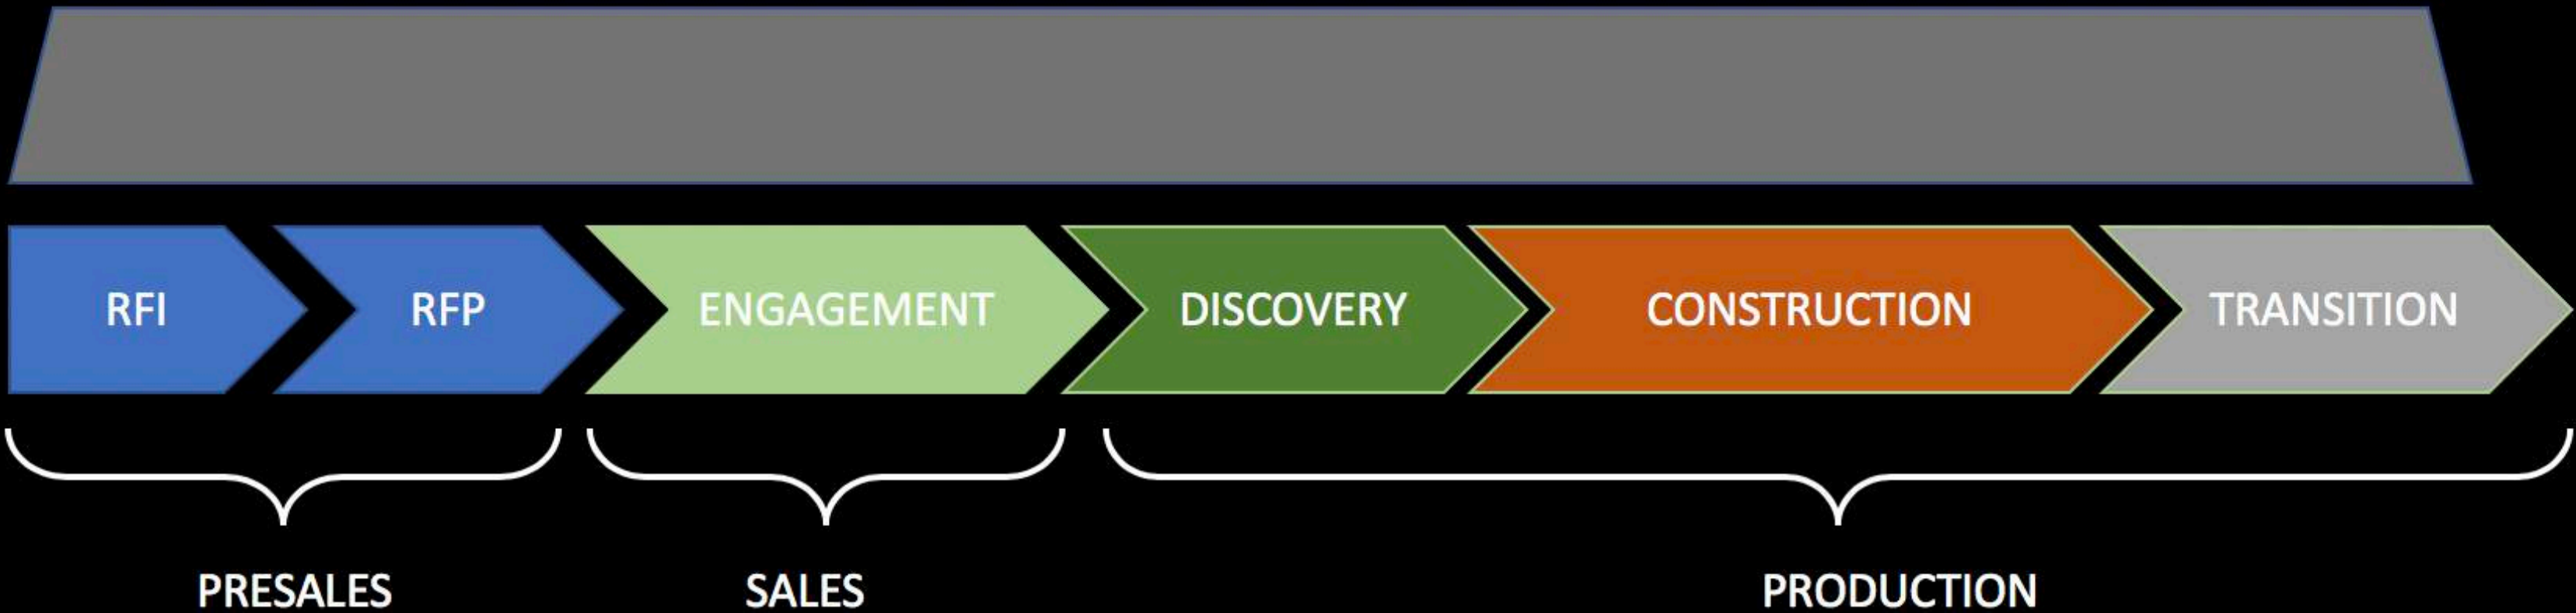 RFI
RFP
ENGAGEMENT
DISCOVERY
CONSTRUCTION
TRANSITION
PRESALES
SALES
PRODUCTION